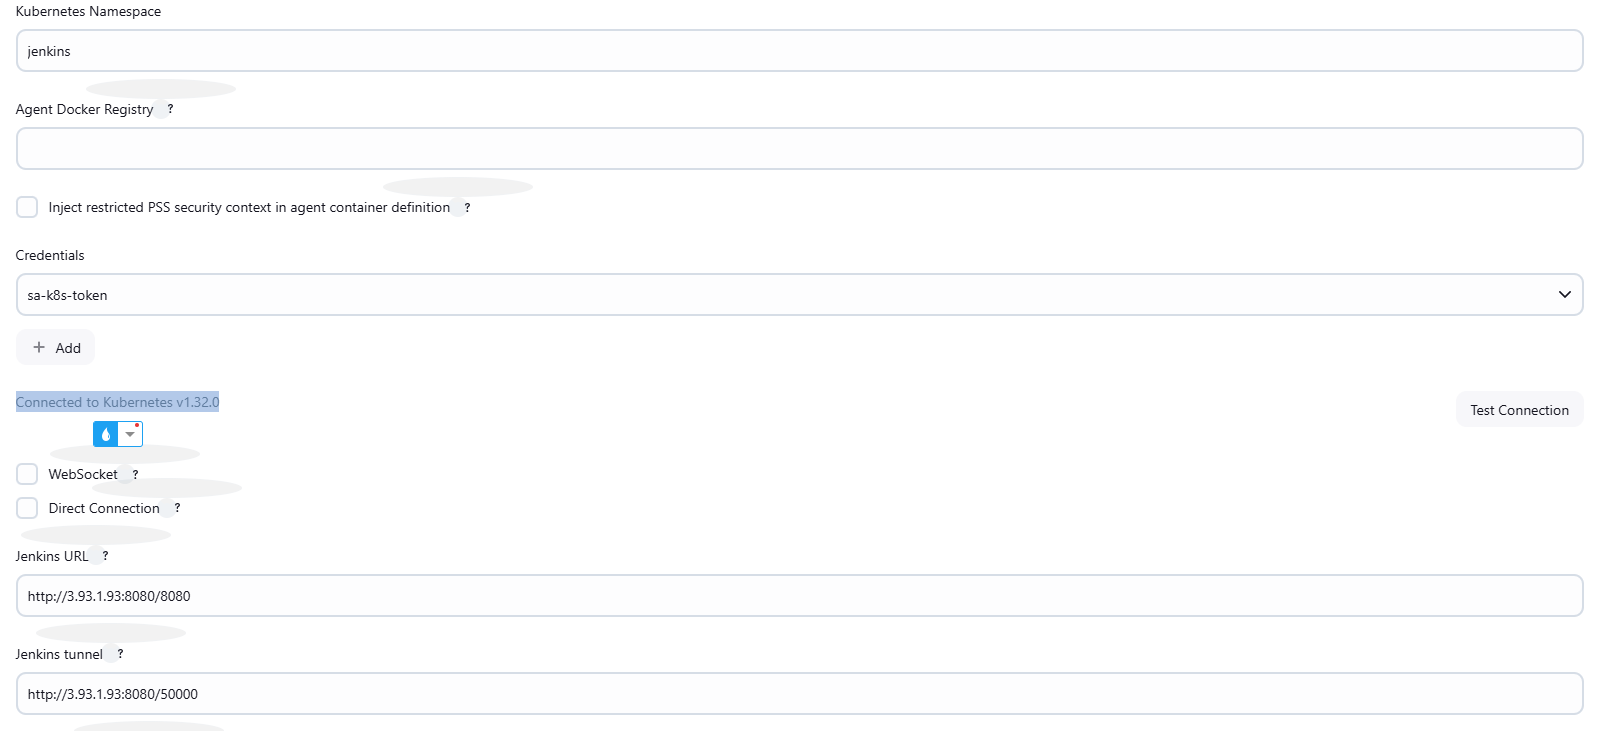 Kubernetes Namespace
jenkins
Agent Docker Registry ?
Inject restricted PSS security context in agent container definition ?
Credentials
sa-k8s-token
+ Add
Connected to Kubernetes v1.32.0
Test Connection
WebSocket ?
Direct Connection ?
Jenkins URL ?
http://3.93.1.93:8080/8080
Jenkins tunnel ?
http://3.93.1.93:8080/50000